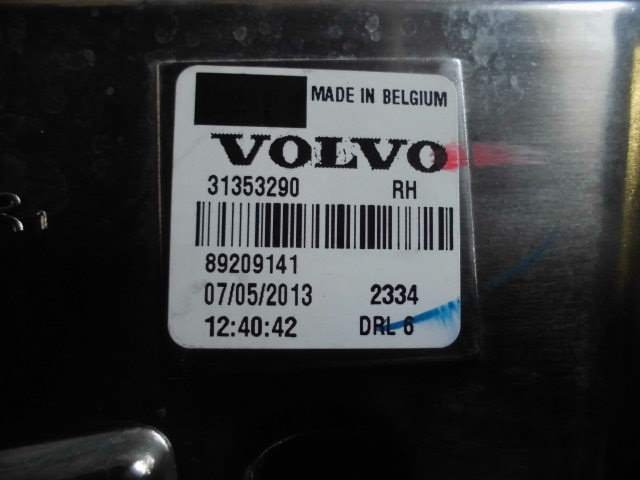 MADE IN BELGIUM
VOLVO
31353290 RH
89209141
07/05/2013 2334
12:40:42 DRL 6